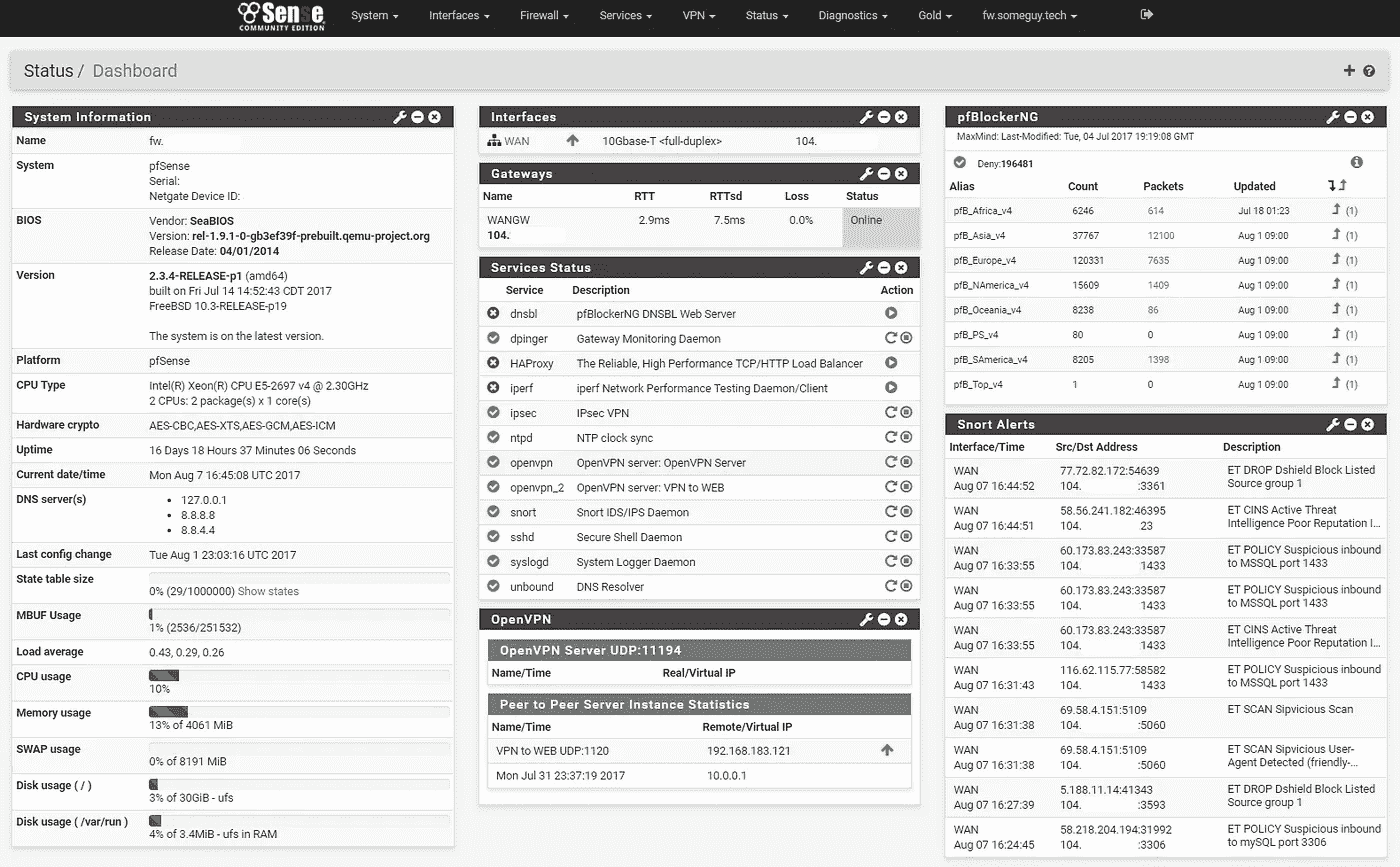 Sense
COMMUNITY EDITION
System Interfaces Firewall Services VPN Status Diagnostics Gold fw.someguy.tech
Status / Dashboard
System Information
Name fw.
System pfSense
Serial:
Netgate Device ID:
BIOS Vendor: SeaBIOS
Version: rel-1.9.1-0-gb3ef39f-prebuilt.qemu-project.org
Release Date: 04/01/2014
Version 2.3.4-RELEASE-p1 (amd64)
built on Fri Jul 14 14:52:43 CDT 2017
FreeBSD 10.3-RELEASE-p19
The system is on the latest version.
Platform pfSense
CPU Type Intel(R) Xeon(R) CPU E5-2697 v4 @ 2.30GHz
2 CPUs: 2 package(s) x 1 core(s)
Hardware crypto AES-CBC,AES-XTS,AES-GCM,AES-ICM
Uptime 16 Days 18 Hours 37 Minutes 06 Seconds
Current date/time Mon Aug 7 16:45:08 UTC 2017
DNS server(s) • 127.0.0.1
• 8.8.8.8
• 8.8.4.4
Last config change Tue Aug 1 23:03:16 UTC 2017
State table size
0% (29/1000000) Show states
MBUF Usage
1% (2536/251532)
Load average 0.43, 0.29, 0.26
CPU usage
10%
Memory usage
13% of 4061 MiB
SWAP usage
0% of 8191 MiB
Disk usage ( / )
3% of 30GiB - ufs
Disk usage ( /var/run )
4% of 3.4MiB - ufs in RAM
Interfaces
WAN 10Gbase-T <full-duplex> 104.
Gateways
Name RTT RTTsd Loss Status
WANGW 2.9ms 7.5ms 0.0% Online
104.
Services Status
Service Description Action
dnsbl pfBlockerNG DNSBL Web Server
dpinger Gateway Monitoring Daemon
HAProxy The Reliable, High Performance TCP/HTTP Load Balancer
iperf iperf Network Performance Testing Daemon/Client
ipsec IPsec VPN
ntpd NTP clock sync
openvpn OpenVPN server: OpenVPN Server
openvpn_2 OpenVPN server: VPN to WEB
snort Snort IDS/IPS Daemon
sshd Secure Shell Daemon
syslogd System Logger Daemon
unbound DNS Resolver
OpenVPN
OpenVPN Server UDP:11194
Name/Time Real/Virtual IP
Peer to Peer Server Instance Statistics
Name/Time Remote/Virtual IP
VPN to WEB UDP:1120 192.168.183.121
Mon Jul 31 23:37:19 2017 10.0.0.1
pfBlockerNG
MaxMind: Last-Modified: Tue, 04 Jul 2017 19:19:08 GMT
Deny:196481
Alias Count Packets Updated
pfB_Africa_v4 6246 614 Jul 18 01:23 (1)
pfB_Asia_v4 37767 12100 Aug 1 09:00 (1)
pfB_Europe_v4 120331 7635 Aug 1 09:00 (1)
pfB_NAmerica_v4 15609 1409 Aug 1 09:00 (1)
pfB_Oceania_v4 8238 86 Aug 1 09:00 (1)
pfB_PS_v4 80 0 Aug 1 09:00 (1)
pfB_SAmerica_v4 8205 1398 Aug 1 09:00 (1)
pfB_Top_v4 1 0 Aug 1 09:00 (1)
Snort Alerts
Interface/Time Src/Dst Address Description
WAN 77.72.82.172:54639 ET DROP Dshield Block Listed
Aug 07 16:44:52 104. :3361 Source group 1
WAN 58.56.241.182:46395 ET CINS Active Threat
Aug 07 16:44:51 104. 23 Intelligence Poor Reputation I...
WAN 60.173.83.243:33587 ET POLICY Suspicious inbound
Aug 07 16:33:55 104. 1433 to MSSQL port 1433
WAN 60.173.83.243:33587 ET POLICY Suspicious inbound
Aug 07 16:33:55 104. 1433 to MSSQL port 1433
WAN 60.173.83.243:33587 ET CINS Active Threat
Aug 07 16:33:55 104. 1433 Intelligence Poor Reputation I...
WAN 116.62.115.77:58582 ET POLICY Suspicious inbound
Aug 07 16:31:43 104. 1433 to MSSQL port 1433
WAN 69.58.4.151:5109 ET SCAN Sipvicious Scan
Aug 07 16:31:38 104. :5060
WAN 69.58.4.151:5109 ET SCAN Sipvicious User-
Aug 07 16:31:38 104. :5060 Agent Detected (friendly-...
WAN 5.188.11.14:41343 ET DROP Dshield Block Listed
Aug 07 16:27:39 104. :3593 Source group 1
WAN 58.218.204.194:31992 ET POLICY Suspicious inbound
Aug 07 16:24:45 104. :3306 to mySQL port 3306